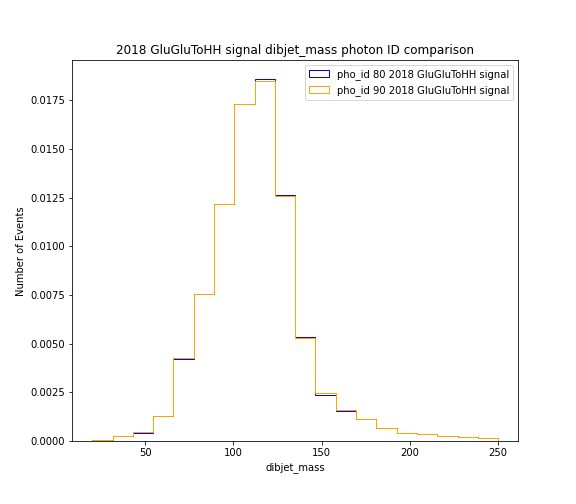 2018 GluGluToHH signal dibjet_mass photon ID comparison
pho_id 80 2018 GluGluToHH signal
pho_id 90 2018 GluGluToHH signal
Number of Events
0.0175
0.0150
0.0125
0.0100
0.0075
0.0050
0.0025
0.0000
50
100
150
200
250
dibjet_mass